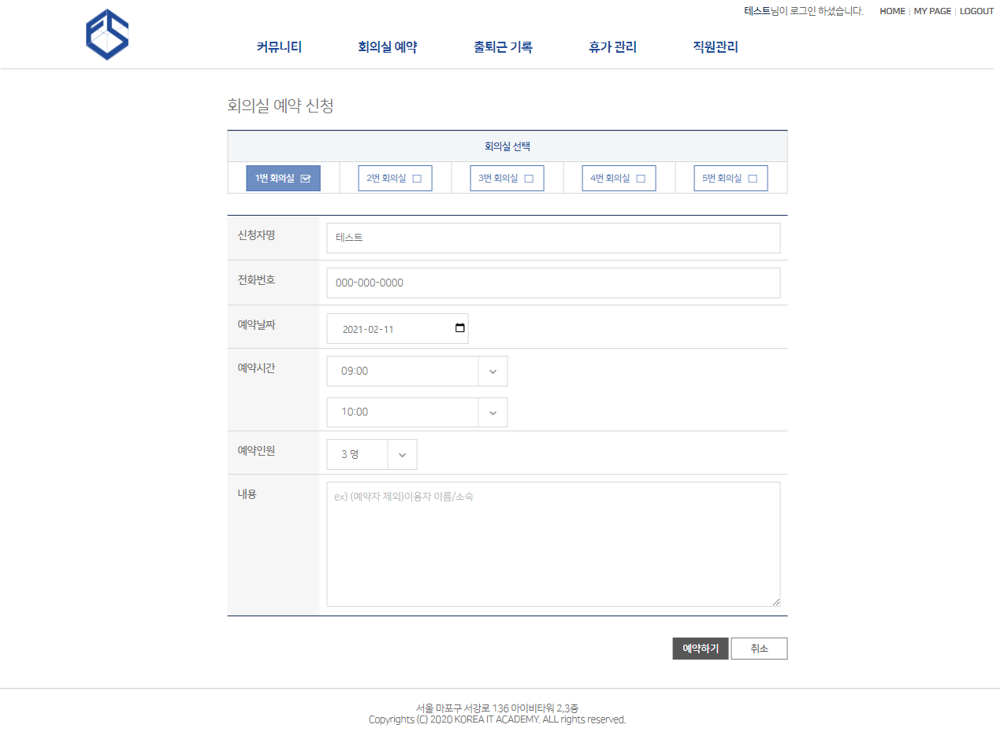 테스트님이 로그인 하셨습니다. HOME | MY PAGE | LOGOUT
커뮤니티 회의실 예약 출퇴근 기록 휴가 관리 직원관리
회의실 예약 신청
회의실 선택
1번 회의실 2번 회의실 3번 회의실 4번 회의실 5번 회의실
신청자명 테스트
전화번호 000-000-0000
예약날짜 2021-02-11
예약시간 09:00
10:00
예약인원 3 명
내용 ex) (예약자 제외)이용자 이름/소속
예약하기 취소
서울 마포구 서강로 136 아이비타워 2,3층
Copyrights (C) 2020 KOREA IT ACADEMY. ALL rights reserved.